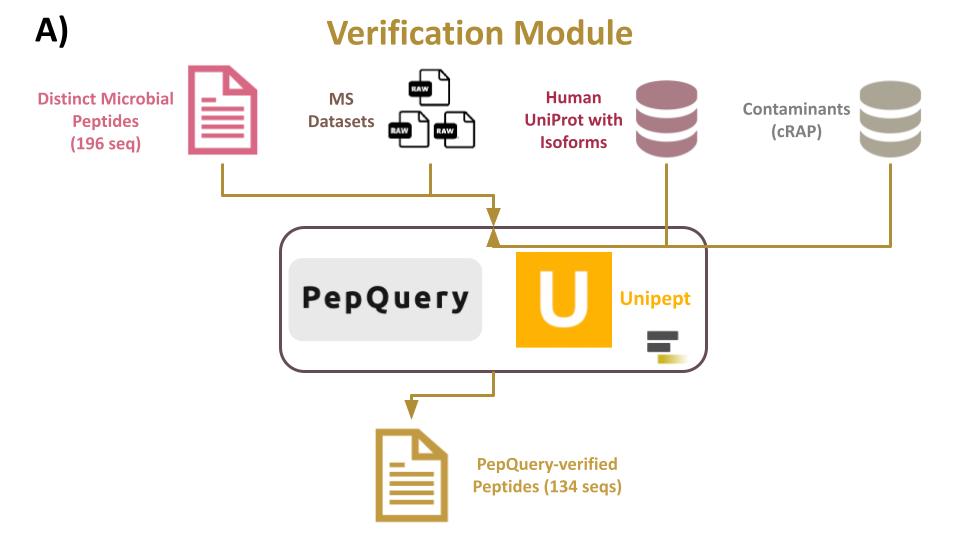 A)
Verification Module
Distinct Microbial
Peptides
(196 seq)
MS
Datasets
RAW
RAW
RAW
Human
UniProt with
Isoforms
Contaminants
(cRAP)
PepQuery
U
Unipept
PepQuery-verified
Peptides (134 seqs)